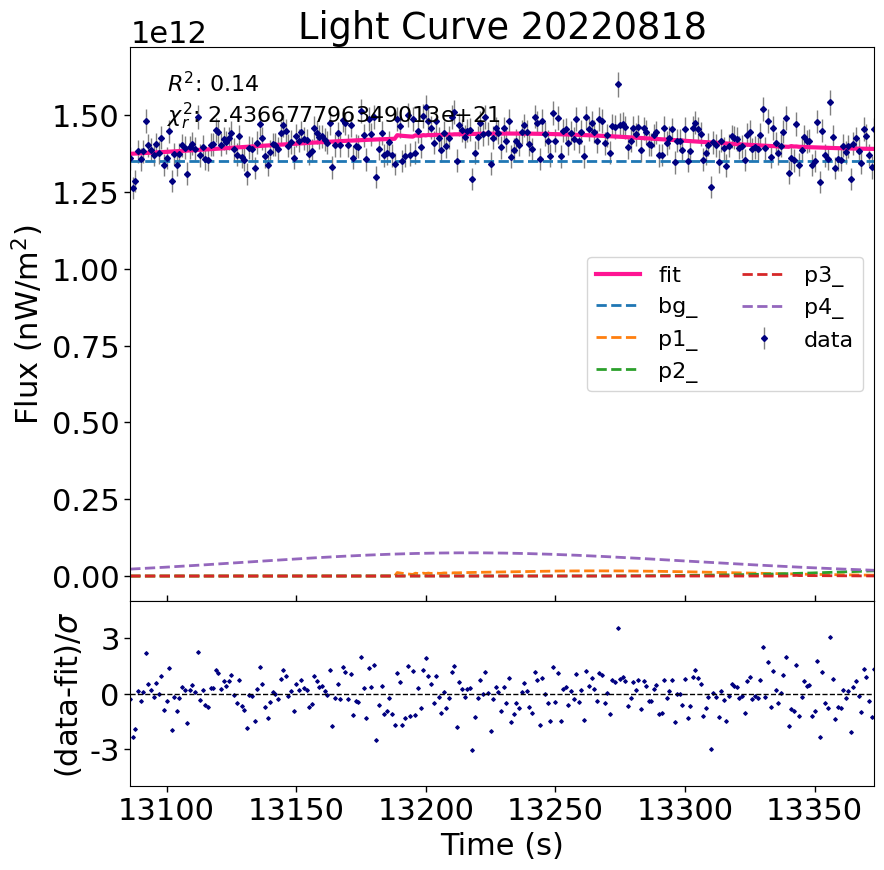 Light Curve 20220818
1e12
R²: 0.14
χ²ᵣ: 2.436677796349013e+21
1.50
1.25
1.00
0.75
0.50
0.25
0.00
Flux (nW/m²)
fit
bg_
p1_
p2_
p3_
p4_
data
3
0
-3
(data-fit)/σ
13100 13150 13200 13250 13300 13350
Time (s)